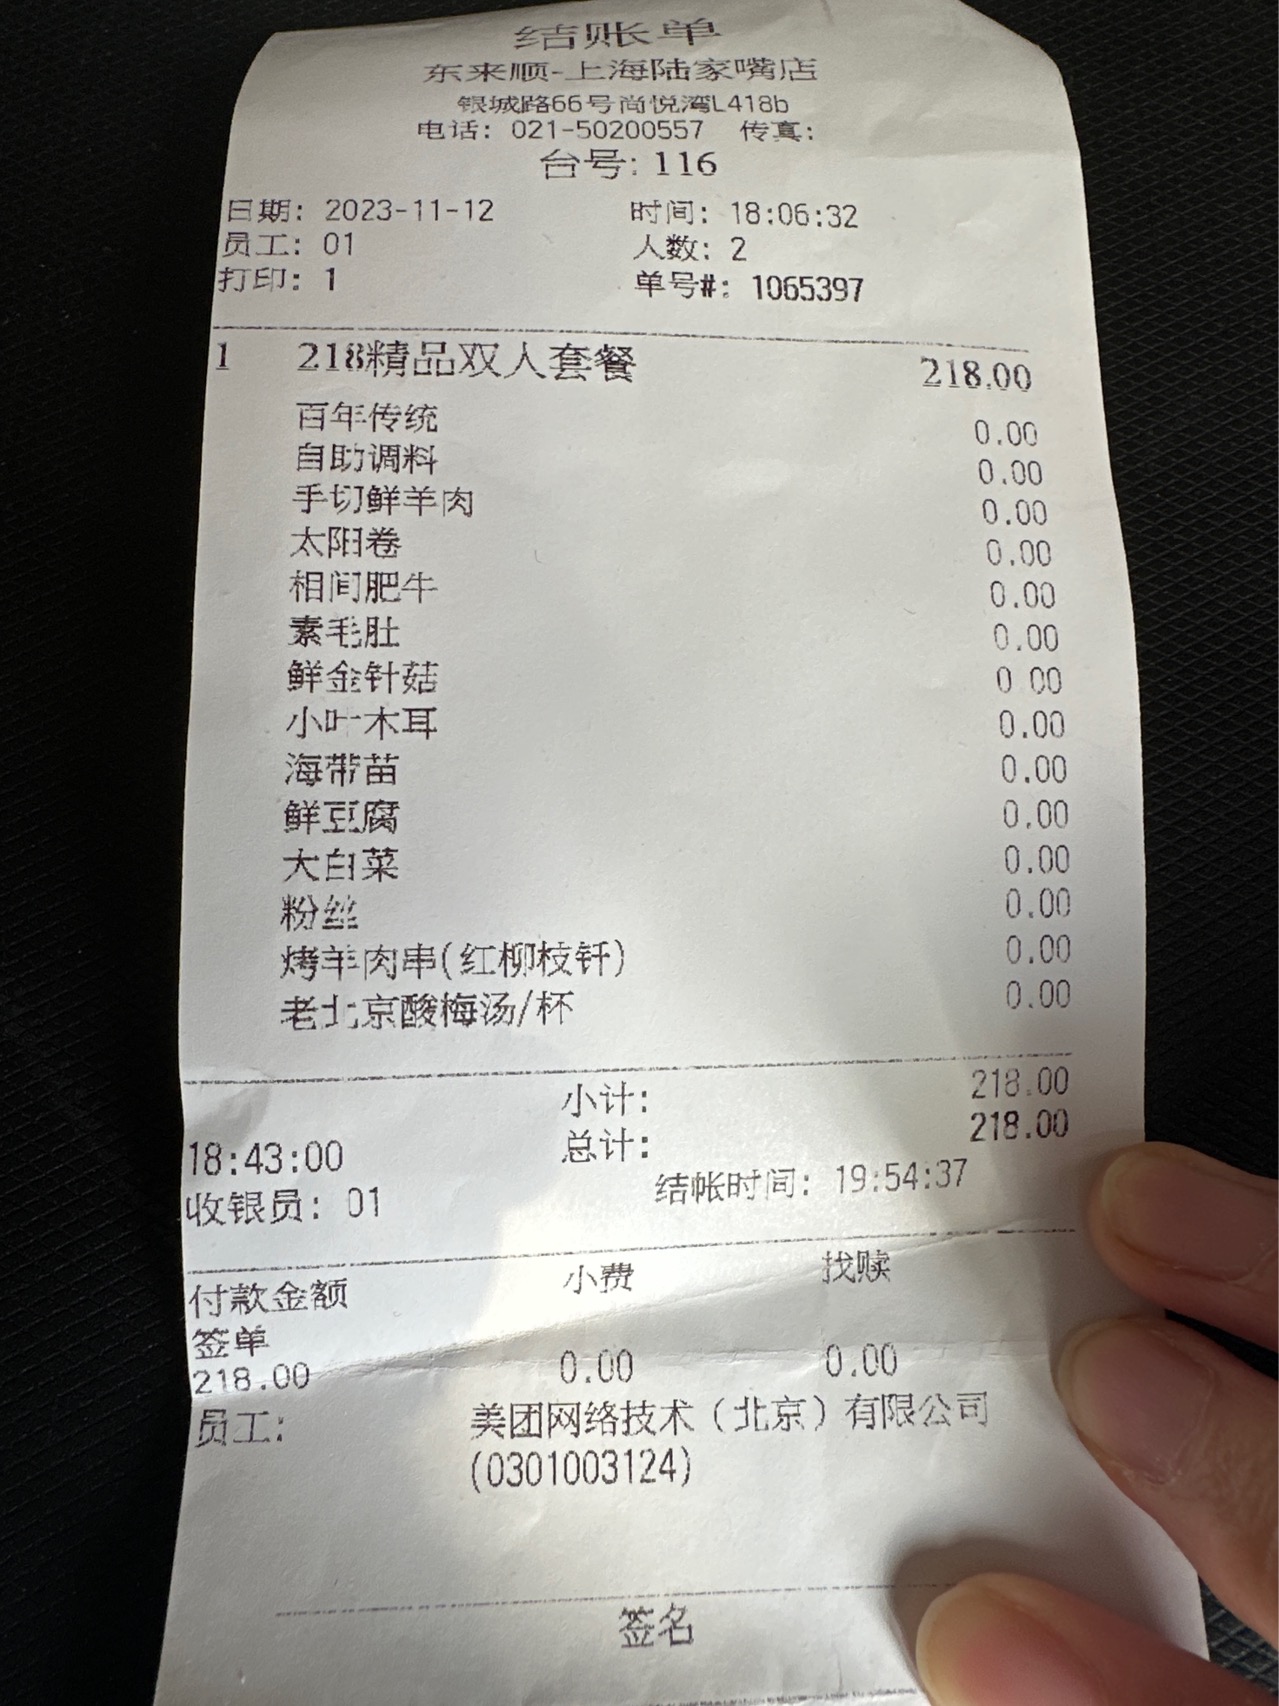 结账单
东来顺-上海陆家嘴店
银城路66号尚悦湾L418b
电话: 021-50200557 传真:
台号: 116
日期: 2023-11-12 时间: 18:06:32
员工: 01 人数: 2
打印: 1 单号#: 1065397
1 218精品双人套餐 218.00
百年传统 0.00
自助调料 0.00
手切鲜羊肉 0.00
太阳卷 0.00
相间肥牛 0.00
素毛肚 0.00
鲜金针菇 0.00
小叶木耳 0.00
海带苗 0.00
鲜豆腐 0.00
大白菜 0.00
粉丝 0.00
烤羊肉串(红柳枝钎) 0.00
老北京酸梅汤/杯 0.00
小计: 218.00
总计: 218.00
18:43:00
收银员: 01 结帐时间: 19:54:37
付款金额 小费 找赎
签单
218.00 0.00 0.00
员工: 美团网络技术（北京）有限公司
(0301003124)
签名